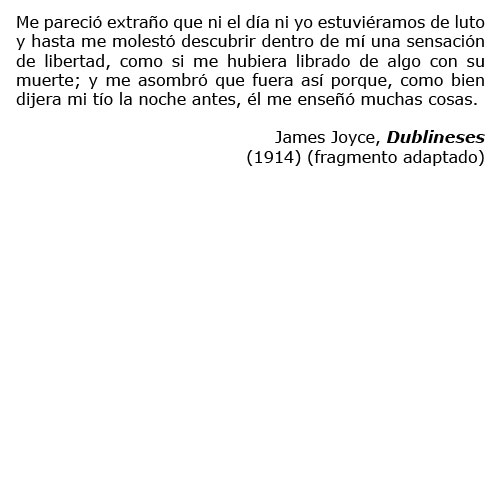 Me pareció extraño que ni el día ni yo estuviéramos de luto
y hasta me molestó descubrir dentro de mí una sensación
de libertad, como si me hubiera librado de algo con su
muerte; y me asombró que fuera así porque, como bien
dijera mi tío la noche antes, él me enseñó muchas cosas.
James Joyce, Dublineses
(1914) (fragmento adaptado)